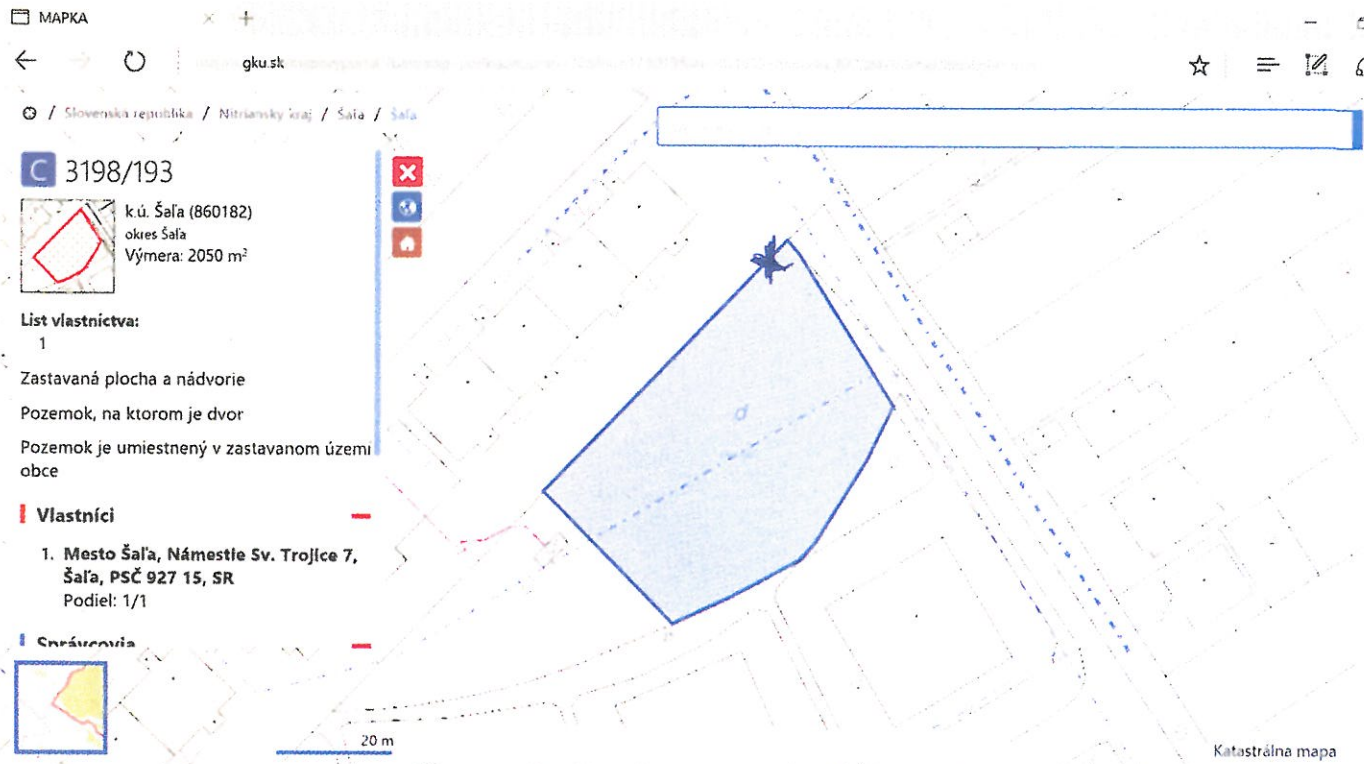 MAPKA
gku.sk
/ Slovenská republika / Nitriansky kraj / Šaľa / Šaľa
C 3198/193
k.ú. Šaľa (860182)
okres Šaľa
Výmera: 2050 m²
List vlastníctva:
1
Zastavaná plocha a nádvorie
Pozemok, na ktorom je dvor
Pozemok je umiestnený v zastavanom území
obce
Vlastníci
1. Mesto Šaľa, Námestie Sv. Trojice 7,
Šaľa, PSČ 927 15, SR
Podiel: 1/1
Správcovia
d
20 m
Katastrálna mapa